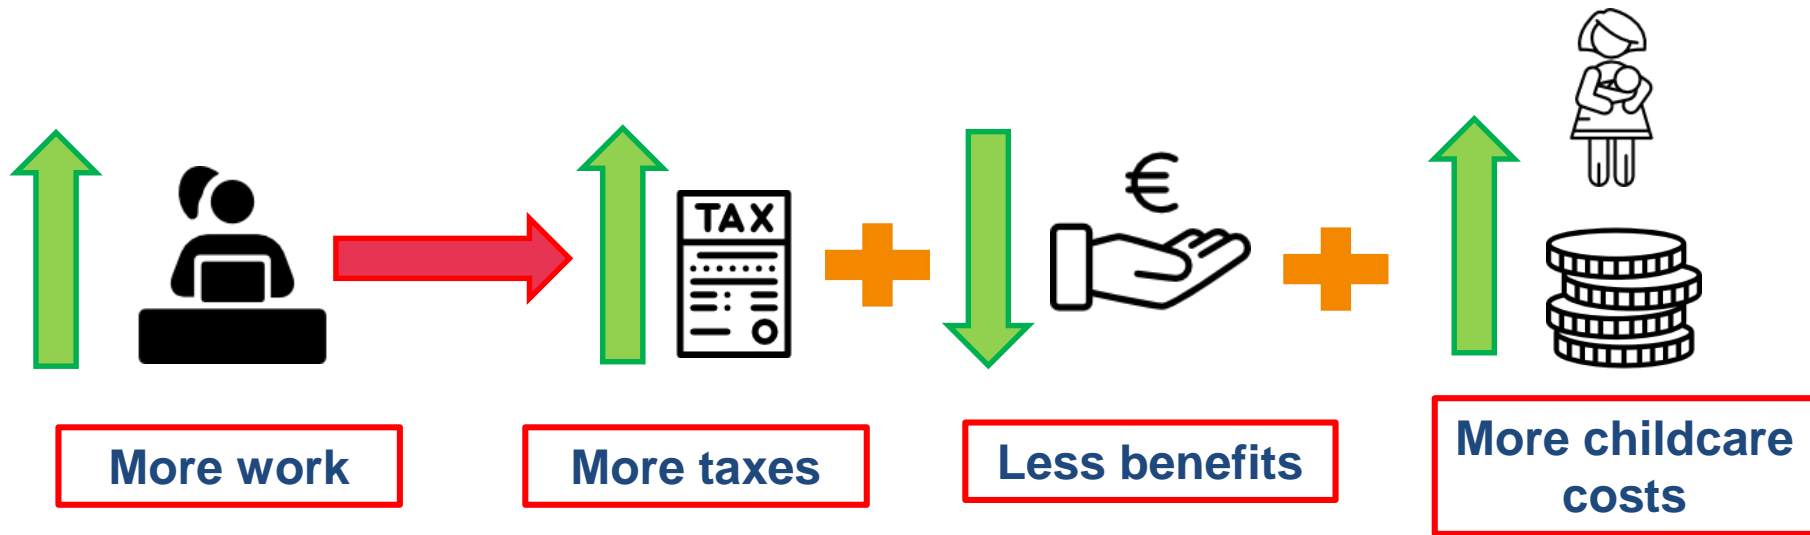 TAX
€
More work
More taxes
Less benefits
More childcare
costs